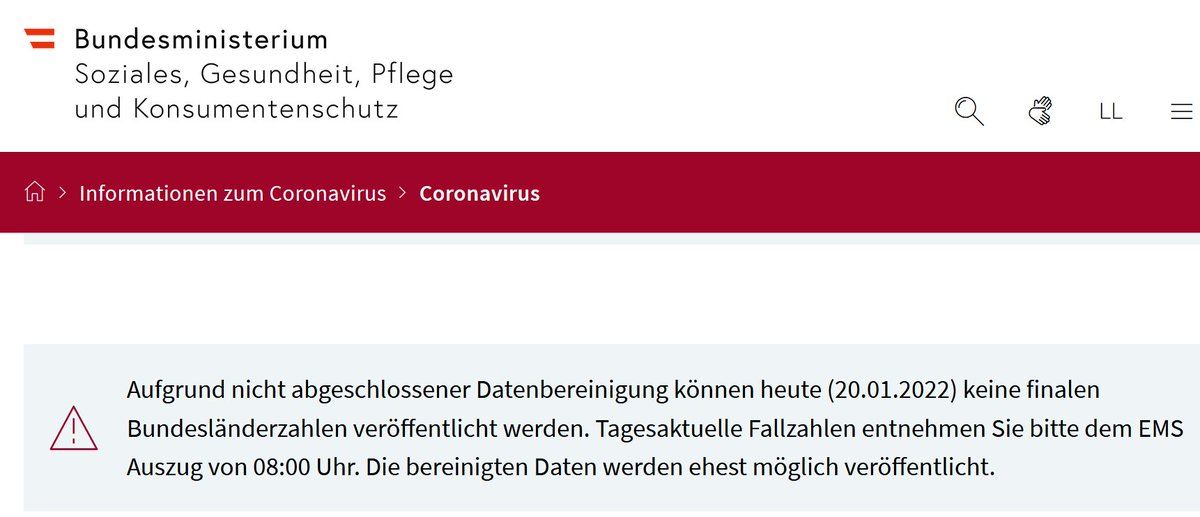 Bundesministerium
Soziales, Gesundheit, Pflege
und Konsumentenschutz
LL
Informationen zum Coronavirus > Coronavirus
Aufgrund nicht abgeschlossener Datenbereinigung können heute (20.01.2022) keine finalen
Bundesländerzahlen veröffentlicht werden. Tagesaktuelle Fallzahlen entnehmen Sie bitte dem EMS
Auszug von 08:00 Uhr. Die bereinigten Daten werden ehest möglich veröffentlicht.